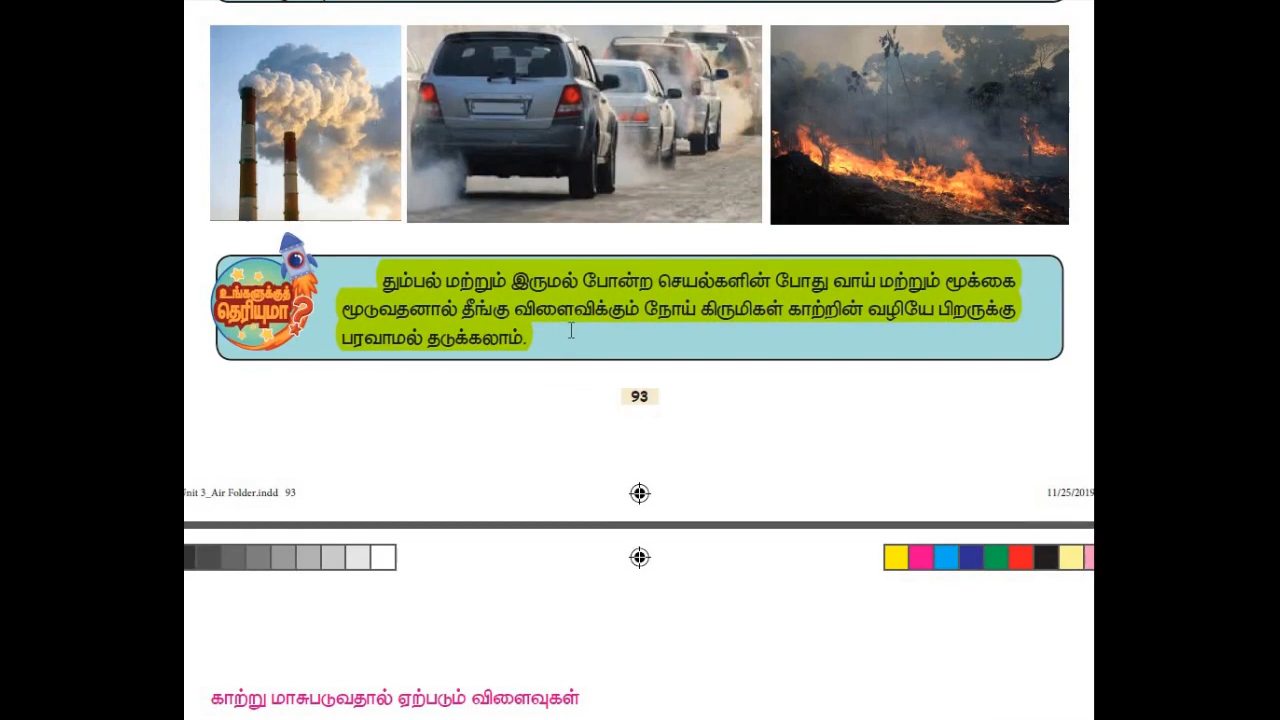 உங்களுக்குத்
தெரியுமா?
தும்பல் மற்றும் இருமல் போன்ற செயல்களின் போது வாய் மற்றும் மூக்கை
மூடுவதனால் தீங்கு விளைவிக்கும் நோய் கிருமிகள் காற்றின் வழியே பிறருக்கு
பரவாமல் தடுக்கலாம்.
93
Unit 3_Air Folder.indd 93
11/25/2019
காற்று மாசுபடுவதால் ஏற்படும் விளைவுகள்